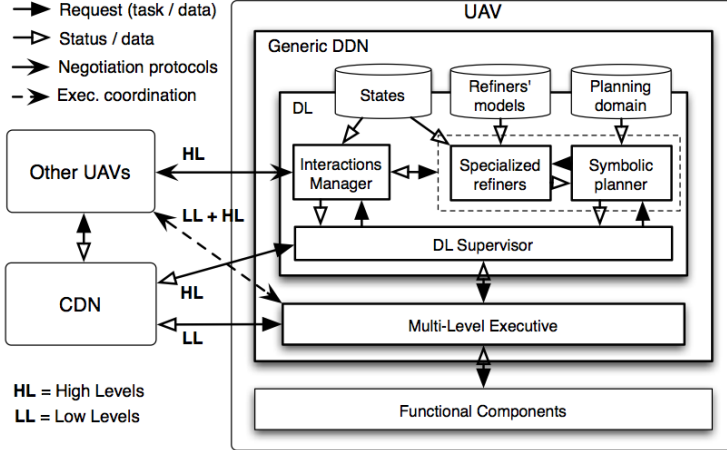 Request (task / data)
Status / data
Negotiation protocols
Exec. coordination
UAV
Generic DDN
DL
States
Refiners'
models
Planning
domain
Other UAVs
HL
Interactions
Manager
Specialized
refiners
Symbolic
planner
LL + HL
DL Supervisor
CDN
HL
LL
Multi-Level Executive
HL = High Levels
LL = Low Levels
Functional Components